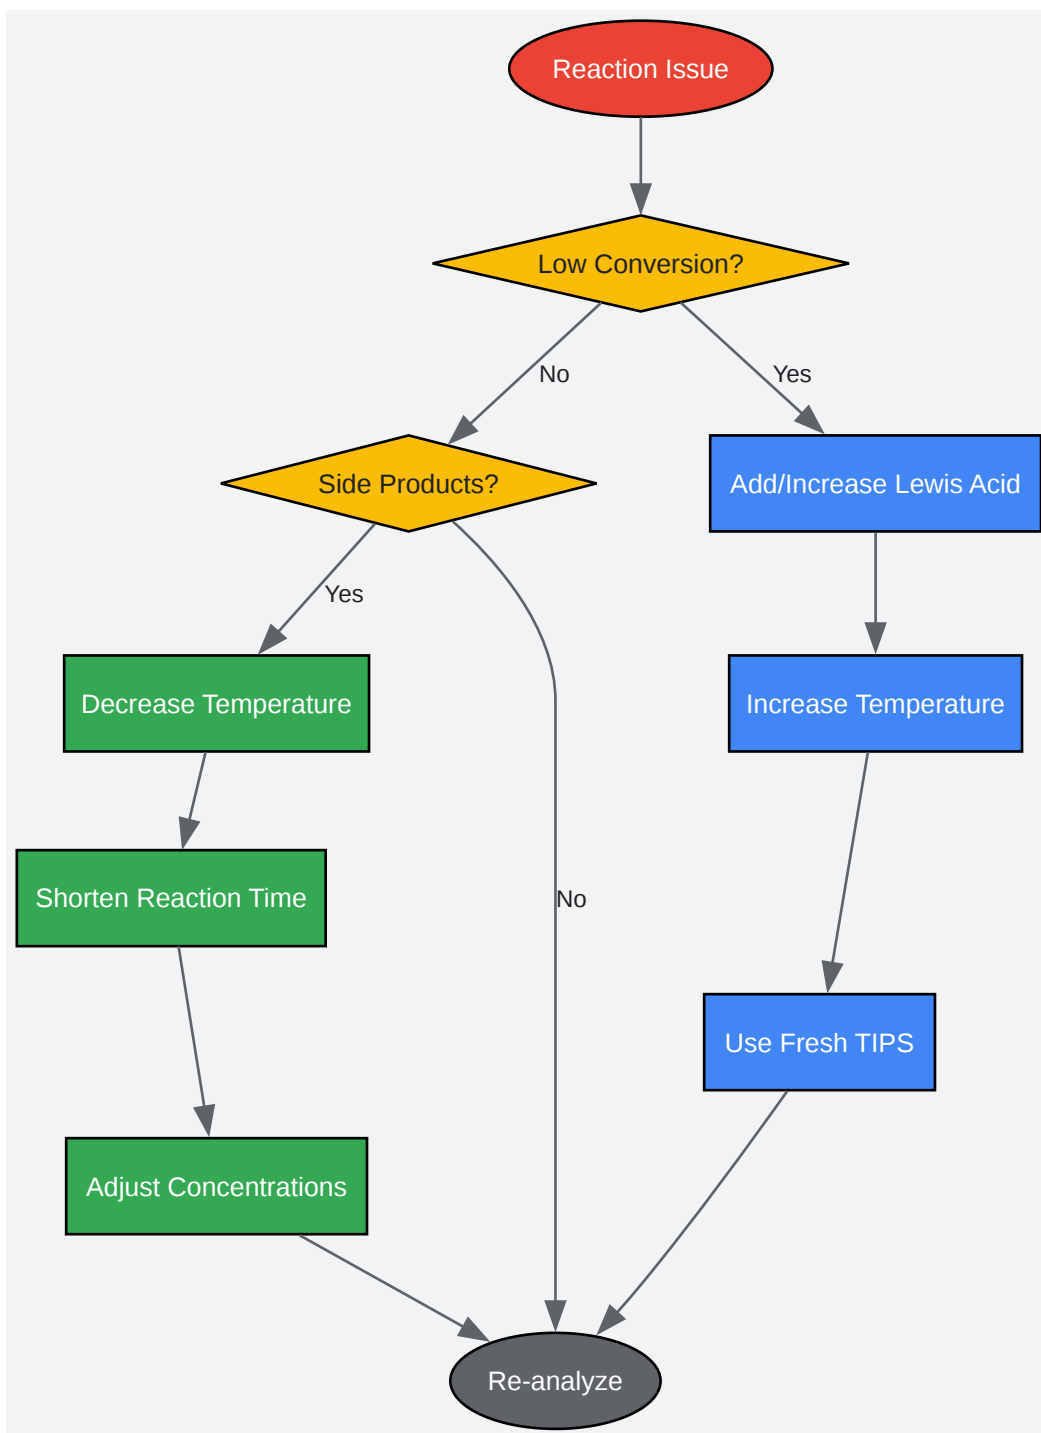 Reaction Issue
Low Conversion?
No
Yes
Side Products?
Add/Increase Lewis Acid
Yes
Decrease Temperature
Increase Temperature
Shorten Reaction Time
No
Use Fresh TIPS
Adjust Concentrations
Re-analyze